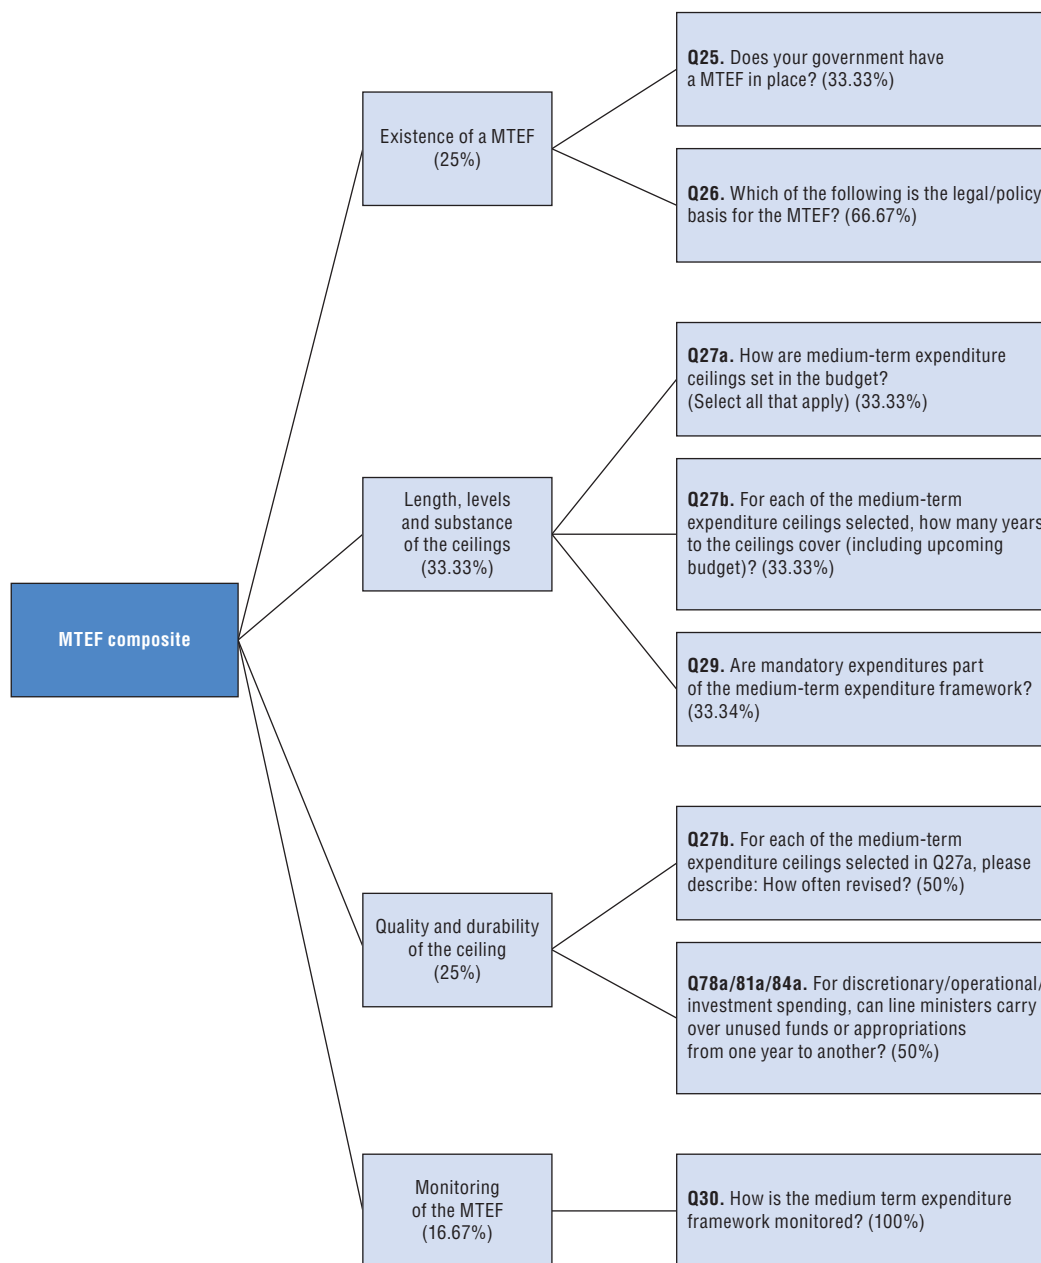 MTEF composite
Existence of a MTEF
(25%)
Q25. Does your government have
a MTEF in place? (33.33%)
Q26. Which of the following is the legal/policy
basis for the MTEF? (66.67%)
Length, levels
and substance
of the ceilings
(33.33%)
Q27a. How are medium-term expenditure
ceilings set in the budget?
(Select all that apply) (33.33%)
Q27b. For each of the medium-term
expenditure ceilings selected, how many years
to the ceilings cover (including upcoming
budget)? (33.33%)
Q29. Are mandatory expenditures part
of the medium-term expenditure framework?
(33.34%)
Quality and durability
of the ceiling
(25%)
Q27b. For each of the medium-term
expenditure ceilings selected in Q27a, please
describe: How often revised? (50%)
Q78a/81a/84a. For discretionary/operational/
investment spending, can line ministers carry
over unused funds or appropriations
from one year to another? (50%)
Monitoring
of the MTEF
(16.67%)
Q30. How is the medium term expenditure
framework monitored? (100%)